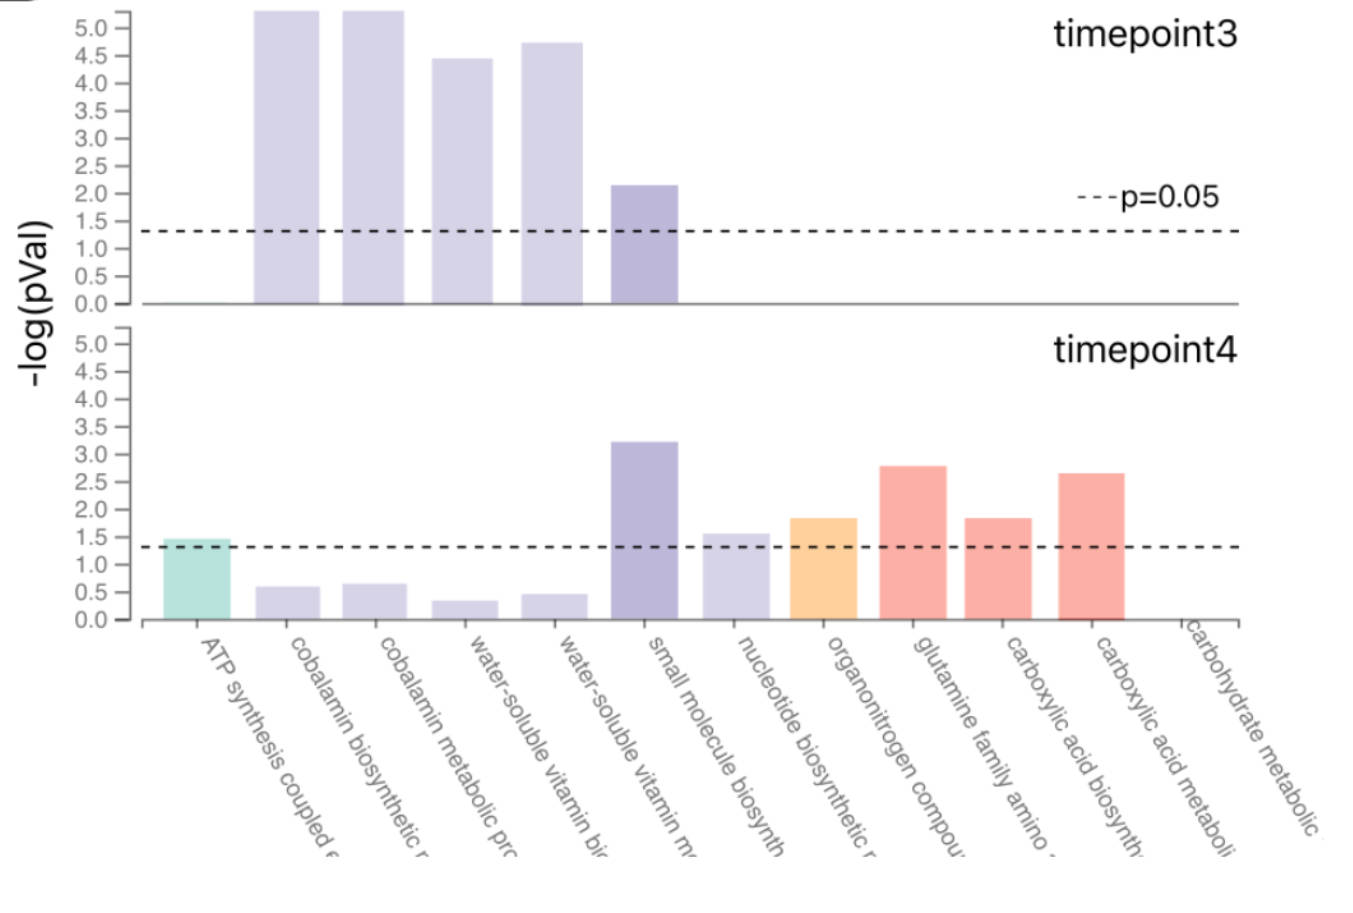 timepoint3
5.0
4.5
4.0
3.5
3.0
2.5
2.0
1.5
1.0
0.5
0.0
---p=0.05
-log(pVal)
timepoint4
5.0
4.5
4.0
3.5
3.0
2.5
2.0
1.5
1.0
0.5
0.0
ATP synthesis coupled
cobalamin biosynthetic
cobalamin metabolic pro
water-soluble vitamin
water-soluble vitamin
small molecule biosynth
nucleotide biosynthetic
organonitrogen compou
glutamine family amino
carboxylic acid biosynth
carboxylic acid metaboli
carbohydrate metabolic